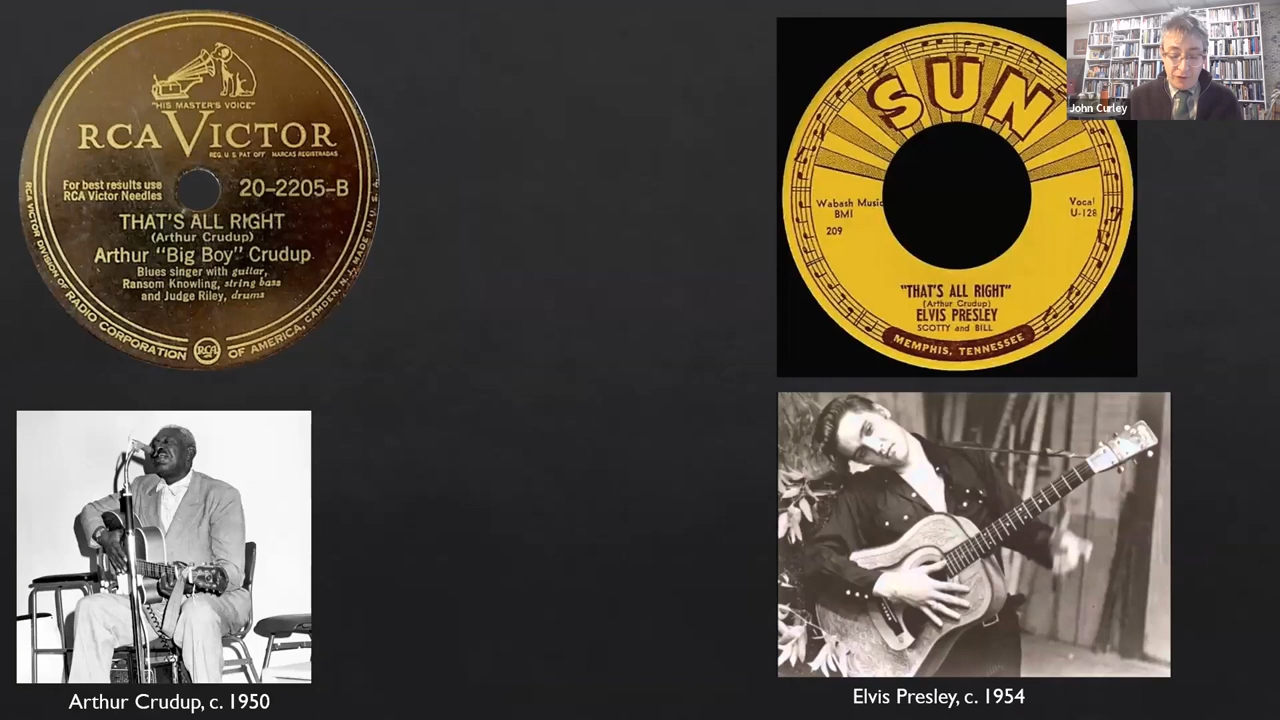 "HIS MASTER'S VOICE"
RCA VICTOR
REG. U.S. PAT. OFF. MARCAS REGISTRADAS
For best results use
RCA Victor Needles
20-2205-B
THAT'S ALL RIGHT
(Arthur Crudup)
Arthur "Big Boy" Crudup
Blues singer with guitar,
Ransom Knowling, string bass
and Judge Riley, drums
RCA VICTOR DIVISION OF RADIO CORPORATION OF AMERICA, CAMDEN, N.J. MADE IN U.S.A.
RCA
Arthur Crudup, c. 1950
SUN
Wabash Music
BMI
209
Vocal
U-128
"THAT'S ALL RIGHT"
(Arthur Crudup)
ELVIS PRESLEY
SCOTTY and BILL
MEMPHIS, TENNESSEE
Elvis Presley, c. 1954
John Curley